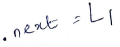 .next = L1